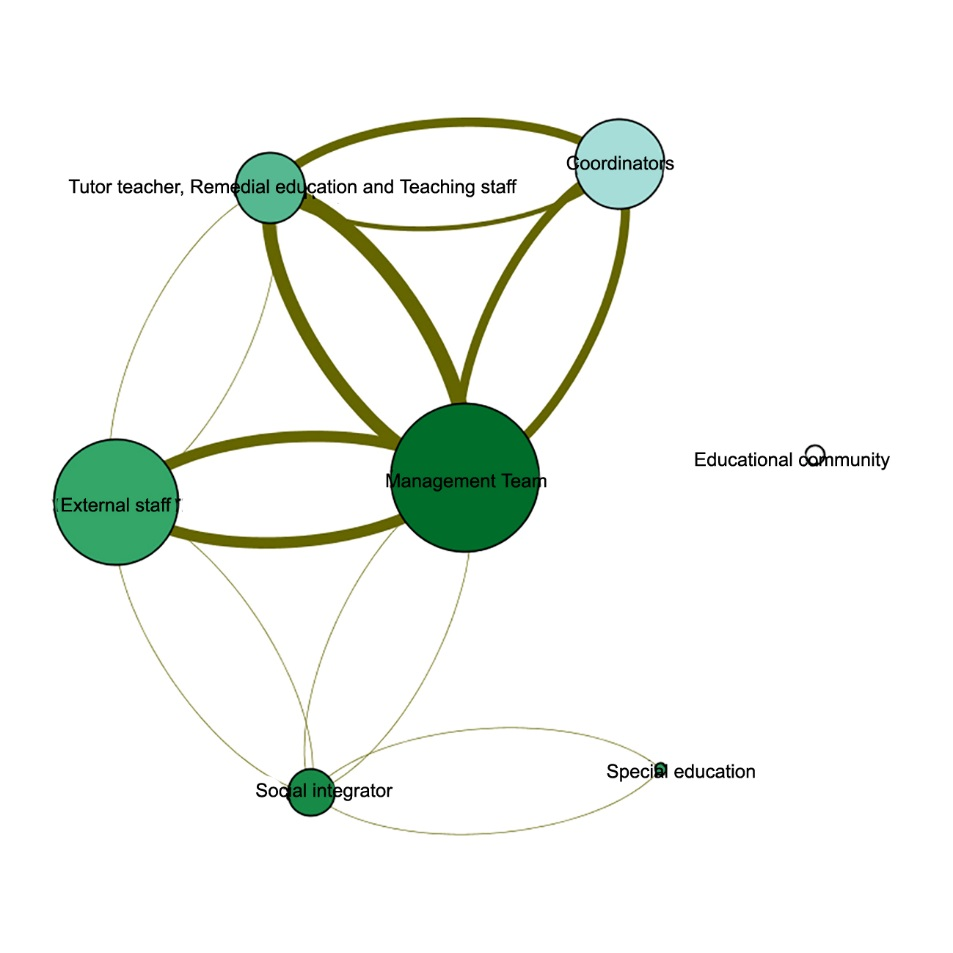 Coordinators
Tutor teacher, Remedial education and Teaching staff
Educational community
Management Team
External staff
Special education
Social integrator